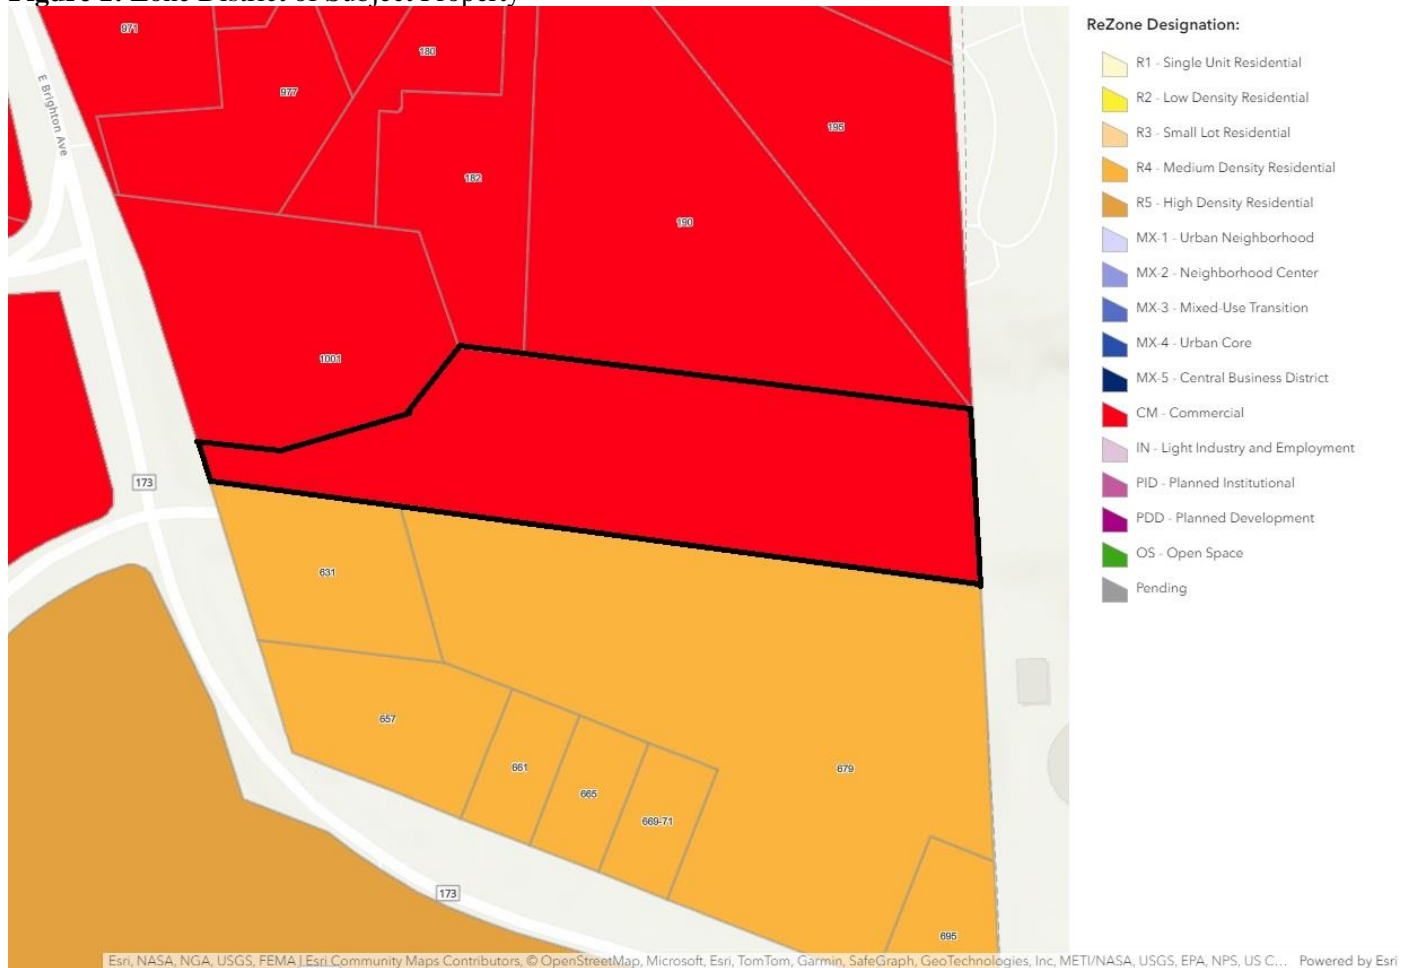 Figure 2: Zone District of Subject Property
971
180
E Brighton Ave
977
195
182
190
1001
173
631
657
661
665
679
669-71
173
695
ReZone Designation:
R1 - Single Unit Residential
R2 - Low Density Residential
R3 - Small Lot Residential
R4 - Medium Density Residential
R5 - High Density Residential
MX-1 - Urban Neighborhood
MX-2 - Neighborhood Center
MX-3 - Mixed-Use Transition
MX-4 - Urban Core
MX-5 - Central Business District
CM - Commercial
IN - Light Industry and Employment
PID - Planned Institutional
PDD - Planned Development
OS - Open Space
Pending
Esri, NASA, NGA, USGS, FEMA | Esri Community Maps Contributors, © OpenStreetMap, Microsoft, Esri, TomTom, Garmin, SafeGraph, GeoTechnologies, Inc, METI/NASA, USGS, EPA, NPS, US C... Powered by Esri